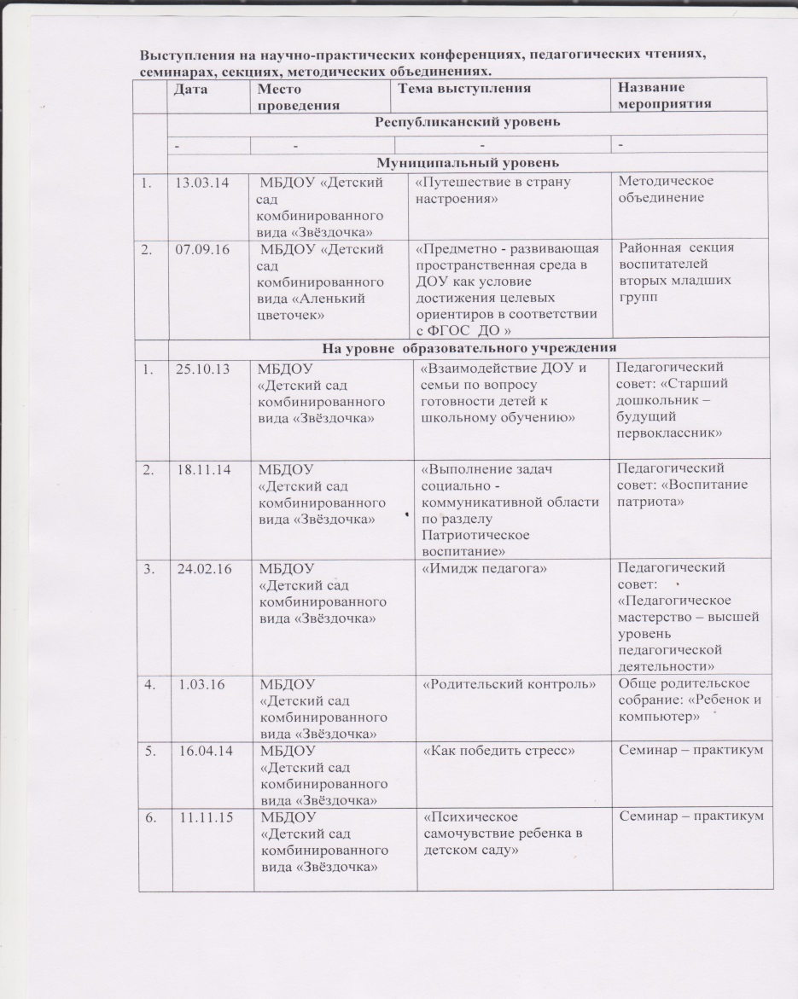 Выступления на научно-практических конференциях, педагогических чтениях,
семинарах, секциях, методических объединениях.
Дата
Место
проведения
Тема выступления
Название
мероприятия
Республиканский уровень
-
-
-
-
Муниципальный уровень
1.
13.03.14
МБДОУ «Детский
сад
комбинированного
вида «Звёздочка»
«Путешествие в страну
настроения»
Методическое
объединение
2.
07.09.16
МБДОУ «Детский
сад
комбинированного
вида «Аленький
цветочек»
«Предметно - развивающая
пространственная среда в
ДОУ как условие
достижения целевых
ориентиров в соответствии
с ФГОС ДО »
Районная секция
воспитателей
вторых младших
групп
На уровне образовательного учреждения
1.
25.10.13
МБДОУ
«Детский сад
комбинированного
вида «Звёздочка»
«Взаимодействие ДОУ и
семьи по вопросу
готовности детей к
школьному обучению»
Педагогический
совет: «Старший
дошкольник –
будущий
первоклассник»
2.
18.11.14
МБДОУ
«Детский сад
комбинированного
вида «Звёздочка»
«Выполнение задач
социально -
коммуникативной области
по разделу
Патриотическое
воспитание»
Педагогический
совет: «Воспитание
патриота»
3.
24.02.16
МБДОУ
«Детский сад
комбинированного
вида «Звёздочка»
«Имидж педагога»
Педагогический
совет:
«Педагогическое
мастерство – высшей
уровень
педагогической
деятельности»
4.
1.03.16
МБДОУ
«Детский сад
комбинированного
вида «Звёздочка»
«Родительский контроль»
Обще родительское
собрание: «Ребенок и
компьютер»
5.
16.04.14
МБДОУ
«Детский сад
комбинированного
вида «Звёздочка»
«Как победить стресс»
Семинар – практикум
6.
11.11.15
МБДОУ
«Детский сад
комбинированного
вида «Звёздочка»
«Психическое
самочувствие ребенка в
детском саду»
Семинар – практикум